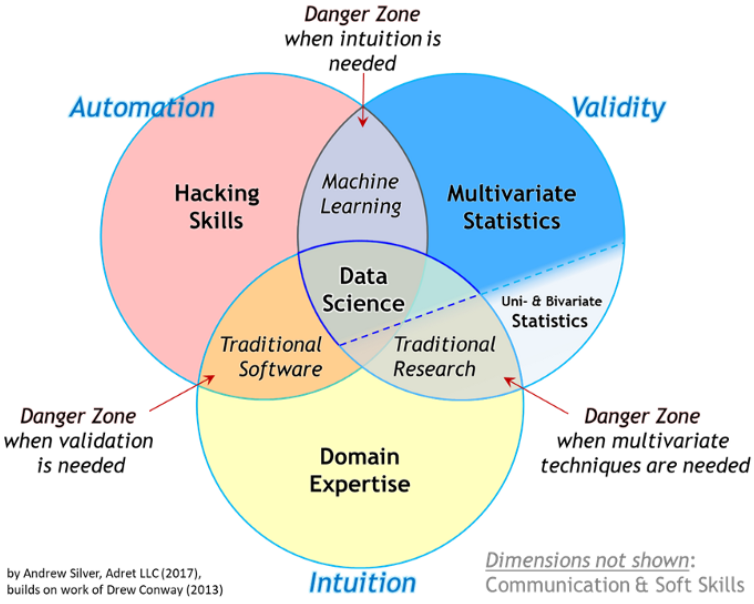 Danger Zone
when intuition is
needed
Automation
Validity
Hacking
Skills
Machine
Learning
Multivariate
Statistics
Data
Science
Uni- & Bivariate
Statistics
Traditional
Software
Traditional
Research
Danger Zone
when validation
is needed
Danger Zone
when multivariate
techniques are needed
Domain
Expertise
by Andrew Silver, Adret LLC (2017),
builds on work of Drew Conway (2013)
Intuition
Dimensions not shown:
Communication & Soft Skills